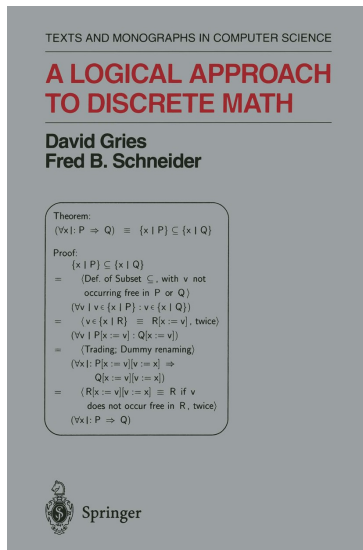 TEXTS AND MONOGRAPHS IN COMPUTER SCIENCE
A LOGICAL APPROACH
TO DISCRETE MATH
David Gries
Fred B. Schneider
Theorem:
(∀x |: P ⇒ Q) ≡ {x | P} ⊆ {x | Q}
Proof:
{x | P} ⊆ {x | Q}
= ⟨Def. of Subset ⊆, with v not
occurring free in P or Q⟩
(∀v | v ∈ {x | P} : v ∈ {x | Q})
= ⟨v ∈ {x | R} ≡ R[x := v], twice⟩
(∀v | P[x := v] : Q[x := v])
= ⟨Trading; Dummy renaming⟩
(∀x |: P[x := v][v := x] ⇒
Q[x := v][v := x])
= ⟨R[x := v][v := x] ≡ R if v
does not occur free in R, twice⟩
(∀x |: P ⇒ Q)
Springer